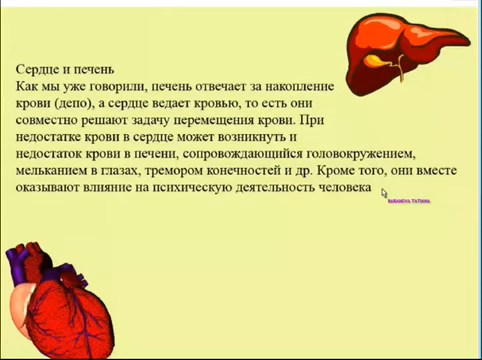 Сердце и печень
Как мы уже говорили, печень отвечает за накопление
крови (депо), а сердце ведает кровью, то есть они
совместно решают задачу перемещения крови. При
недостатке крови в сердце может возникнуть и
недостаток крови в печени, сопровождающийся головокружением,
мельканием в глазах, тремором конечностей и др. Кроме того, они вместе
оказывают влияние на психическую деятельность человека
BARANOVA TATIANA